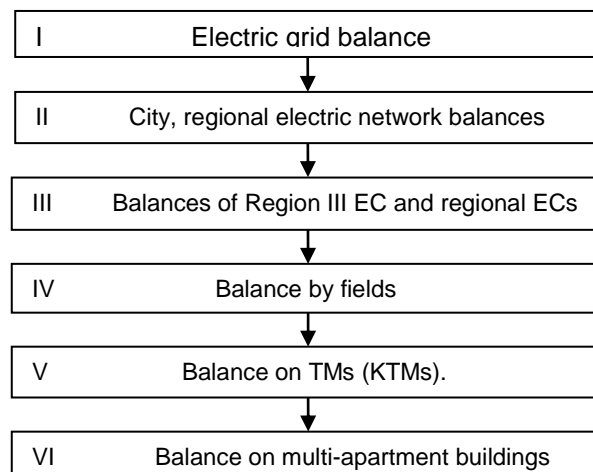 I Electric grid balance
II City, regional electric network balances
III Balances of Region III EC and regional ECs
IV Balance by fields
V Balance on TMs (KTMs).
VI Balance on multi-apartment buildings